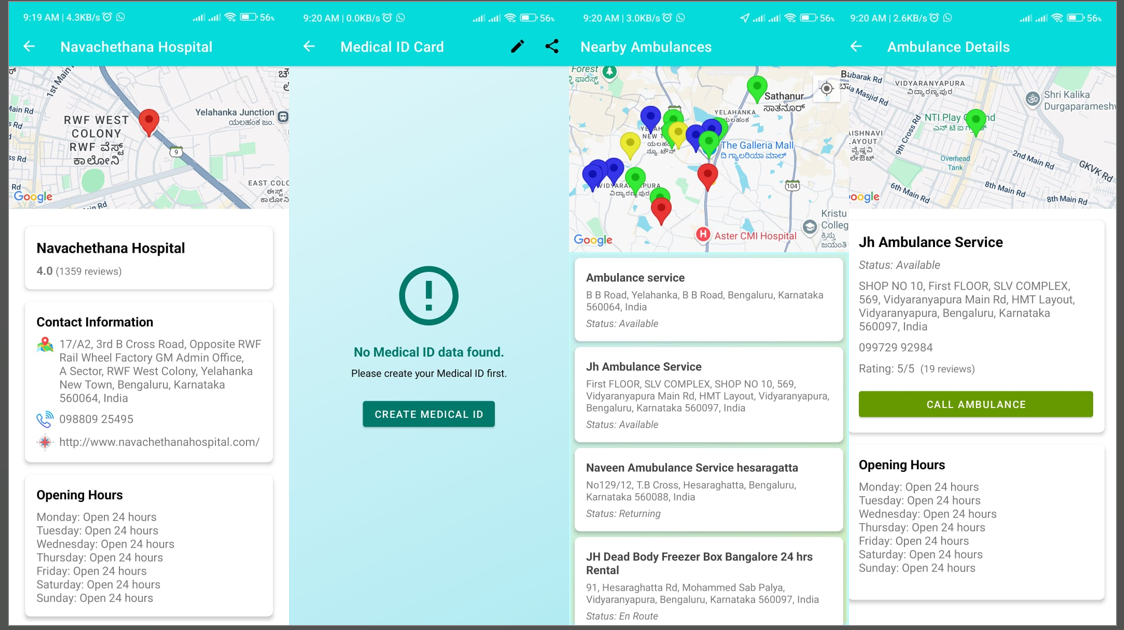 9:19 AM | 4.3KB/s
56%
Navachethana Hospital
1st Main
RWF WEST
COLONY
RWF ವೆಸ್ಟ್
ಕಾಲೋನಿ
Yelahanka Junction
ಯಲಹಂಕ ಜಂ.
9
EAST COLO
Rd
Google
Navachethana Hospital
4.0 (1359 reviews)
Contact Information
17/A2, 3rd B Cross Road, Opposite RWF
Rail Wheel Factory GM Admin Office,
A Sector, RWF West Colony, Yelahanka
New Town, Bengaluru, Karnataka
560064, India
098809 25495
http://www.navachethanahospital.com/
Opening Hours
Monday: Open 24 hours
Tuesday: Open 24 hours
Wednesday: Open 24 hours
Thursday: Open 24 hours
Friday: Open 24 hours
Saturday: Open 24 hours
Sunday: Open 24 hours
9:20 AM | 0.0KB/s
56%
Medical ID Card
No Medical ID data found.
Please create your Medical ID first.
CREATE MEDICAL ID
9:20 AM | 3.0KB/s
56%
Nearby Ambulances
Forest
Sathanur
ಸಾತನೂರ್
YELAHANKA
The Galleria Mall
ದಿ ಗ್ಯಾಲರಿಯಾ ಮಾಲ್
104
Kristu
Colleg
Aster CMI Hospital
Google
Ambulance service
B B Road, Yelahanka, B B Road, Bengaluru, Karnataka
560064, India
Status: Available
Jh Ambulance Service
First FLOOR, SLV COMPLEX, SHOP NO 10, 569,
Vidyaranyapura Main Rd, HMT Layout, Vidyaranyapura,
Bengaluru, Karnataka 560097, India
Status: Available
Naveen Amubulance Service hesaragatta
No129/12, T.B Cross, Hesaraghatta, Bengaluru,
Karnataka 560088, India
Status: Returning
JH Dead Body Freezer Box Bangalore 24 hrs
Rental
91, Hesaraghatta Rd, Mohammed Sab Palya,
Vidyaranyapura, Bengaluru, Karnataka 560097, India
Status: En Route
9:20 AM | 2.6KB/s
56%
Ambulance Details
Bubarak Rd
Masjid Rd
VIDYARANYAPURA
ವಿದ್ಯಾರಣ್ಯಪುರ
Shri Kalika
Durgaparamesh
9th Cross Rd
AISHNAVI
LAYOUT
Overhead
Tank
2nd Main Rd
GKVK Rd
6th Main Rd
8th Main Rd
8th Main Rd
oogle
Jh Ambulance Service
Status: Available
SHOP NO 10, First FLOOR, SLV COMPLEX,
569, Vidyaranyapura Main Rd, HMT Layout,
Vidyaranyapura, Bengaluru, Karnataka
560097, India
099729 92984
Rating: 5/5 (19 reviews)
CALL AMBULANCE
Opening Hours
Monday: Open 24 hours
Tuesday: Open 24 hours
Wednesday: Open 24 hours
Thursday: Open 24 hours
Friday: Open 24 hours
Saturday: Open 24 hours
Sunday: Open 24 hours